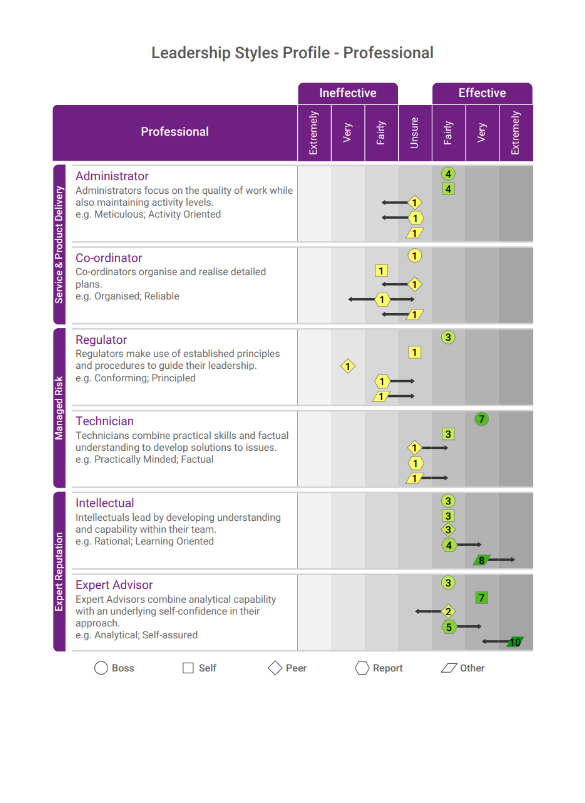 Leadership Styles Profile - Professional
Ineffective
Effective
Professional
Extremely
Very
Fairly
Unsure
Fairly
Very
Extremely
Service & Product Delivery
Administrator
Administrators focus on the quality of work while
also maintaining activity levels.
e.g. Meticulous; Activity Oriented
4
4
1
1
1
Co-ordinator
Co-ordinators organise and realise detailed
plans.
e.g. Organised; Reliable
1
1
1
1
1
Managed Risk
Regulator
Regulators make use of established principles
and procedures to guide their leadership.
e.g. Conforming; Principled
3
1
1
1
1
Technician
Technicians combine practical skills and factual
understanding to develop solutions to issues.
e.g. Practically Minded; Factual
7
3
1
1
1
Expert Reputation
Intellectual
Intellectuals lead by developing understanding
and capability within their team.
e.g. Rational; Learning Oriented
3
3
3
4
8
Expert Advisor
Expert Advisors combine analytical capability
with an underlying self-confidence in their
approach.
e.g. Analytical; Self-assured
3
7
2
5
10
Boss
Self
Peer
Report
Other